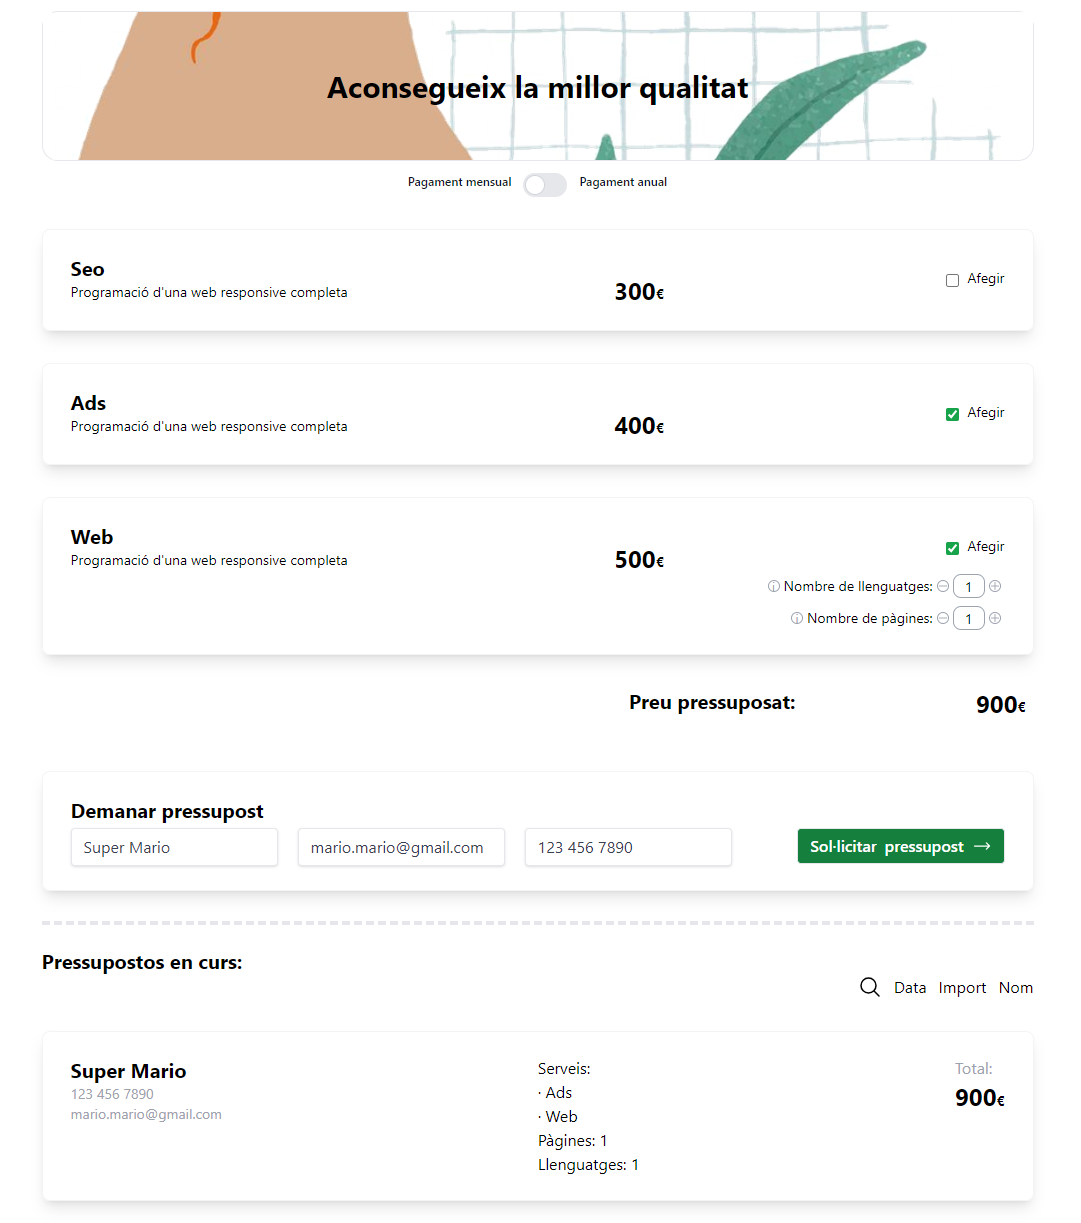 Aconsegueix la millor qualitat
Pagament mensual Pagament anual
Seo
Programació d'una web responsive completa
300€
Afegir
Ads
Programació d'una web responsive completa
400€
Afegir
Web
Programació d'una web responsive completa
500€
Afegir
Nombre de llenguatges: 1
Nombre de pàgines: 1
Preu pressuposat: 900€
Demanar pressupost
Super Mario
mario.mario@gmail.com
123 456 7890
Sol·licitar pressupost →
Pressupostos en curs:
Data Import Nom
Super Mario
123 456 7890
mario.mario@gmail.com
Serveis:
· Ads
· Web
Pàgines: 1
Llenguatges: 1
Total:
900€